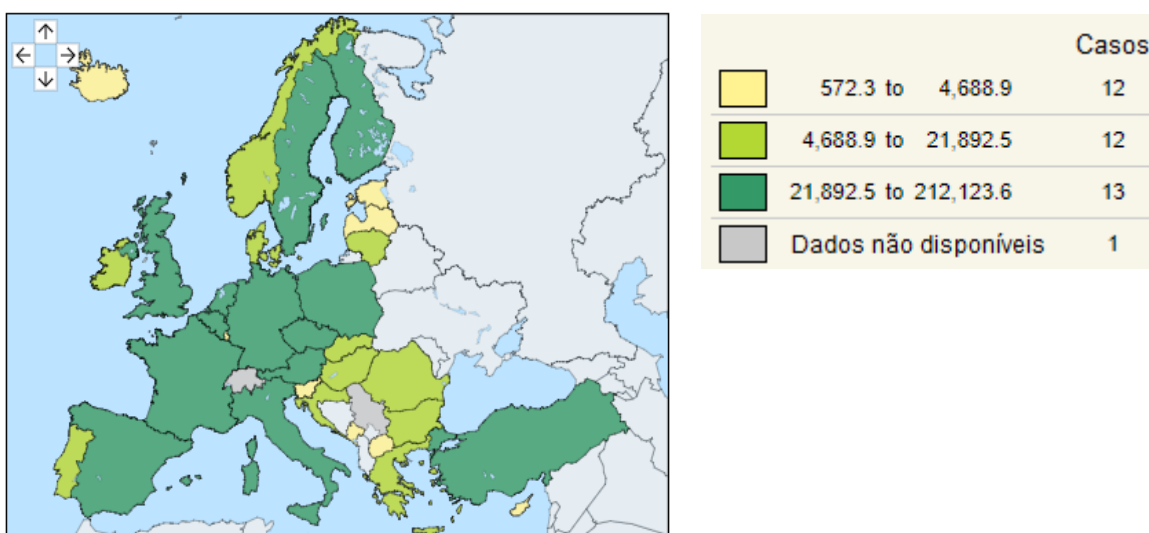 Casos
572.3 to 4,688.9 12
4,688.9 to 21,892.5 12
21,892.5 to 212,123.6 13
Dados não disponíveis 1